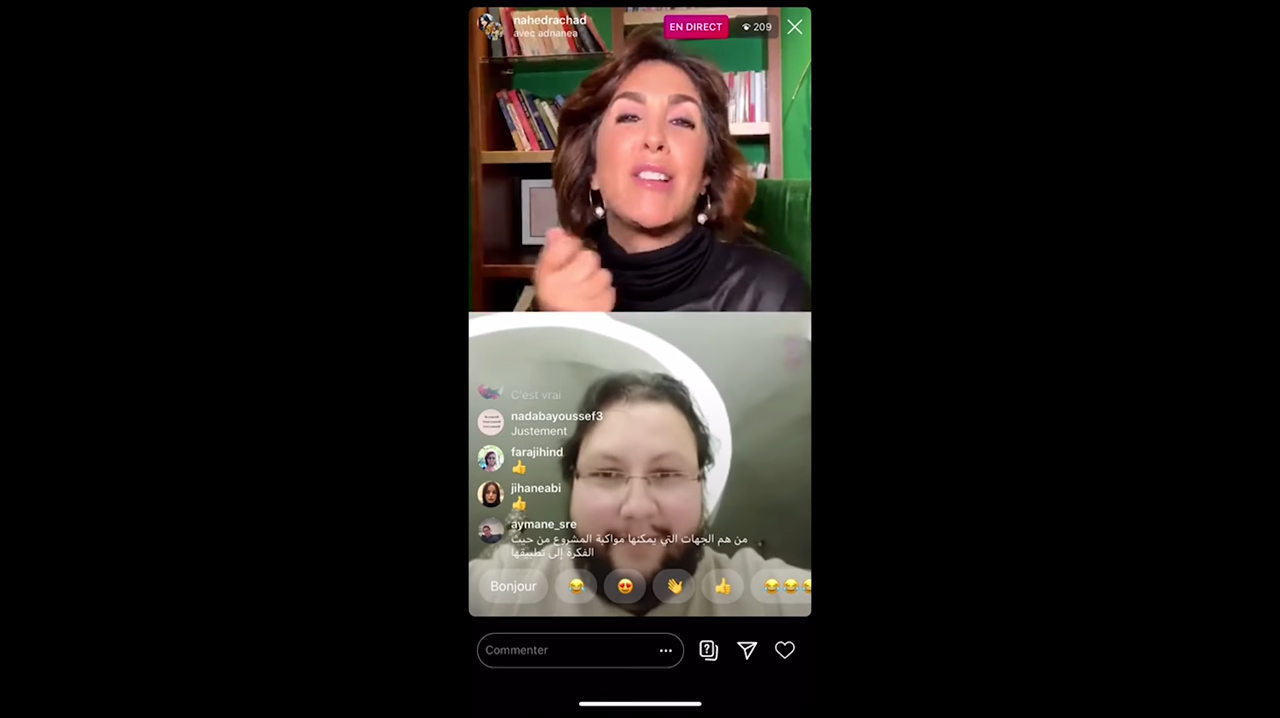 nahedrachad
avec adnanea
EN DIRECT
209
C'est vrai
nadabayoussef3
Justement
farajihind
👍
jihaneabi
👍
aymane_sre
من هم الجهات التي يمكنها مواكبة المشروع من حيث
الفكرة إلى تطبيقها
Bonjour 😂 😍 👋 👍 😂😂😂
Commenter